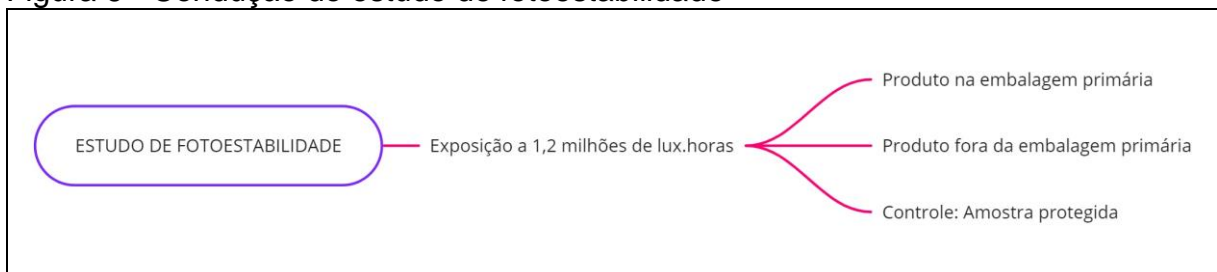 ESTUDO DE FOTOESTABILIDADE
Exposição a 1,2 milhões de lux.horas
Produto na embalagem primária
Produto fora da embalagem primária
Controle: Amostra protegida